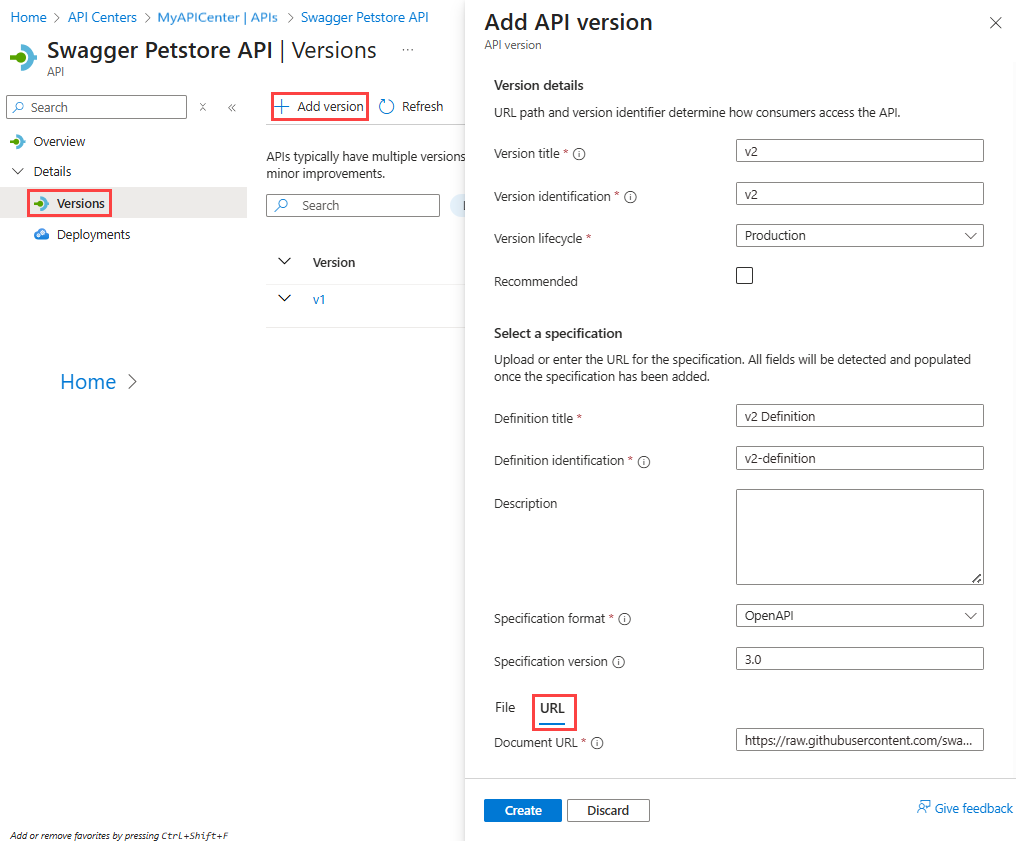 Home > API Centers > MyAPICenter | APIs > Swagger Petstore API
Swagger Petstore API | Versions ...
API
Search
Overview
Details
Versions
Deployments
Add version
Refresh
APIs typically have multiple versions
minor improvements.
Search
Version
v1
Home >
Add or remove favorites by pressing Ctrl+Shift+F
Add API version
API version
Version details
URL path and version identifier determine how consumers access the API.
Version title *
v2
Version identification *
v2
Version lifecycle *
Production
Recommended
Select a specification
Upload or enter the URL for the specification. All fields will be detected and populated
once the specification has been added.
Definition title *
v2 Definition
Definition identification *
v2-definition
Description
Specification format *
OpenAPI
Specification version
3.0
File URL
Document URL *
https://raw.githubusercontent.com/swa...
Create
Discard
Give feedback